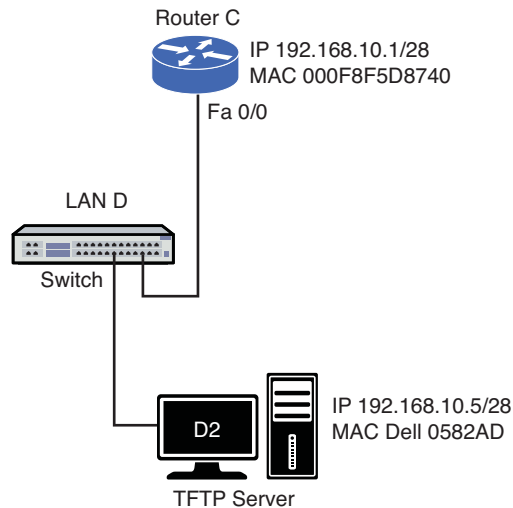 Router C
IP 192.168.10.1/28
MAC 000F8F5D8740
Fa 0/0
LAN D
Switch
D2
IP 192.168.10.5/28
MAC Dell 0582AD
TFTP Server